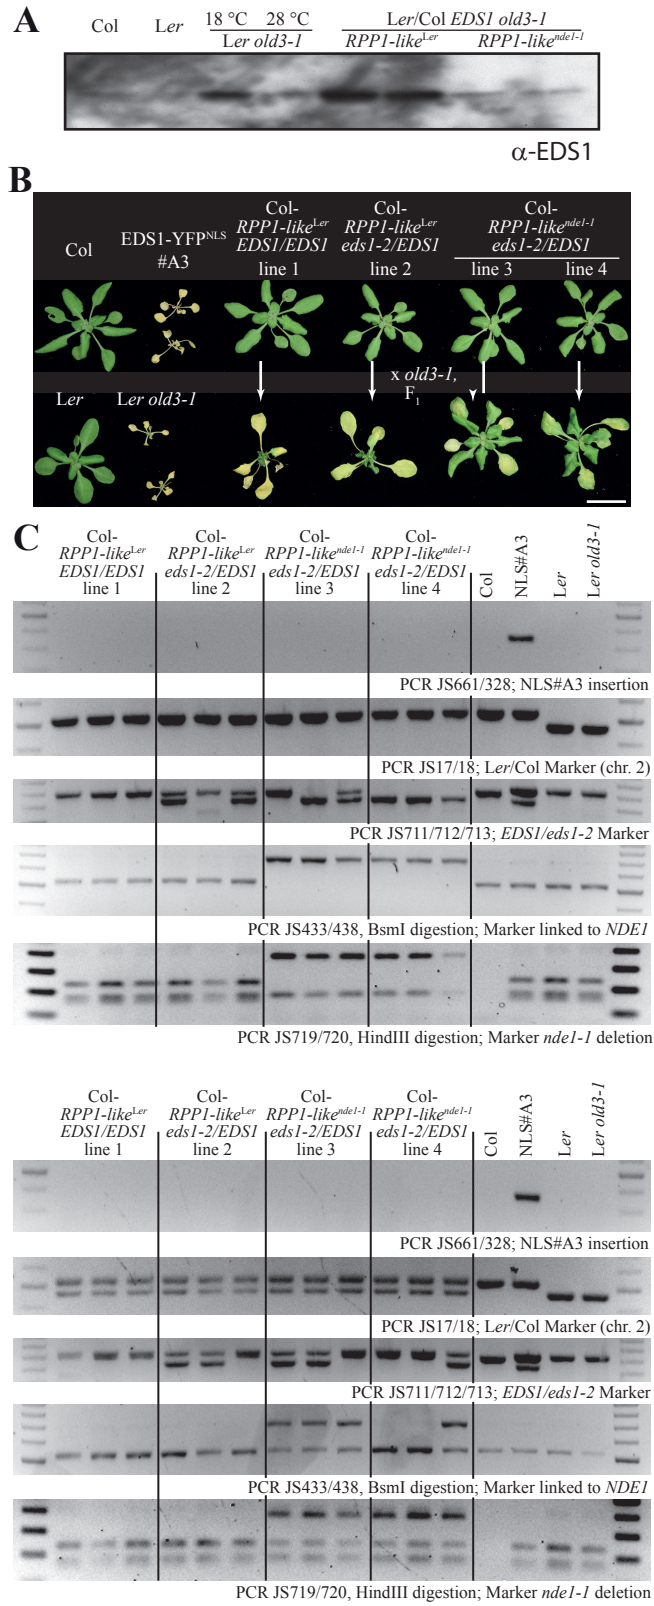 A
Col Ler 18 °C 28 °C Ler/Col EDS1 old3-1
Ler old3-1 RPP1-likeLer RPP1-likende1-1
α-EDS1
B
Col EDS1-YFPNLS #A3 Col-RPP1-likeLer EDS1/EDS1 line 1 Col-RPP1-likeLer eds1-2/EDS1 line 2 Col-RPP1-likende1-1 eds1-2/EDS1 line 3 line 4
x old3-1, F1
Ler Ler old3-1
C
Col- Col- Col- Col-
RPP1-likeLer RPP1-likeLer RPP1-likende1-1 RPP1-likende1-1
EDS1/EDS1 eds1-2/EDS1 eds1-2/EDS1 eds1-2/EDS1
line 1 line 2 line 3 line 4 Col NLS#A3 Ler Ler old3-1
PCR JS661/328; NLS#A3 insertion
PCR JS17/18; Ler/Col Marker (chr. 2)
PCR JS711/712/713; EDS1/eds1-2 Marker
PCR JS433/438, BsmI digestion; Marker linked to NDE1
PCR JS719/720, HindIII digestion; Marker nde1-1 deletion
Col- Col- Col- Col-
RPP1-likeLer RPP1-likeLer RPP1-likende1-1 RPP1-likende1-1
EDS1/EDS1 eds1-2/EDS1 eds1-2/EDS1 eds1-2/EDS1
line 1 line 2 line 3 line 4 Col NLS#A3 Ler Ler old3-1
PCR JS661/328; NLS#A3 insertion
PCR JS17/18; Ler/Col Marker (chr. 2)
PCR JS711/712/713; EDS1/eds1-2 Marker
PCR JS433/438, BsmI digestion; Marker linked to NDE1
PCR JS719/720, HindIII digestion; Marker nde1-1 deletion